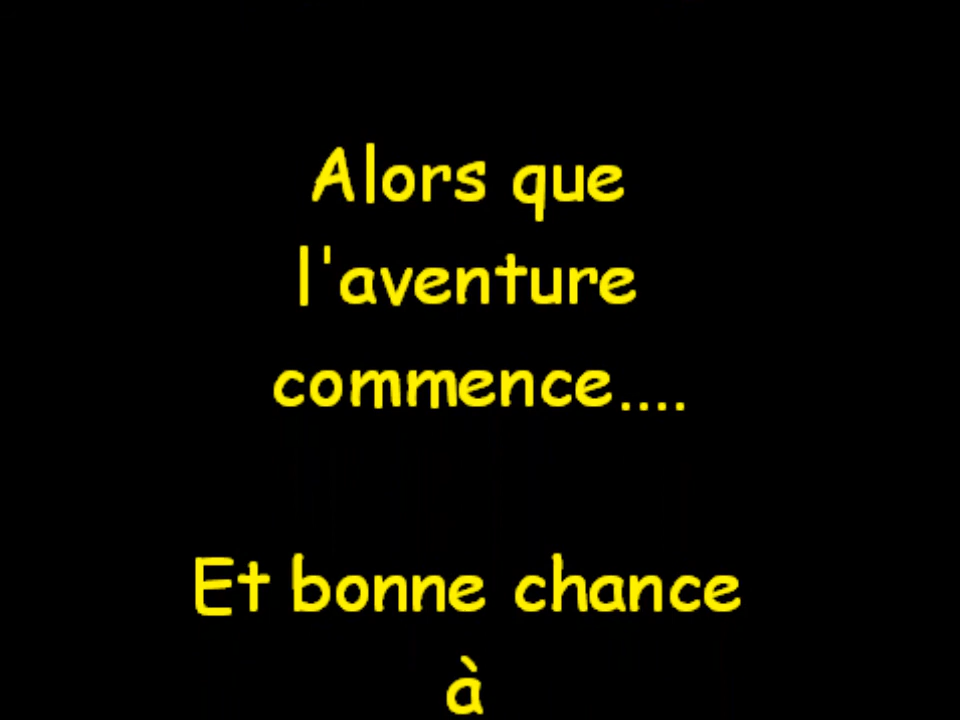 Alors que
l'aventure
commence....
Et bonne chance
à